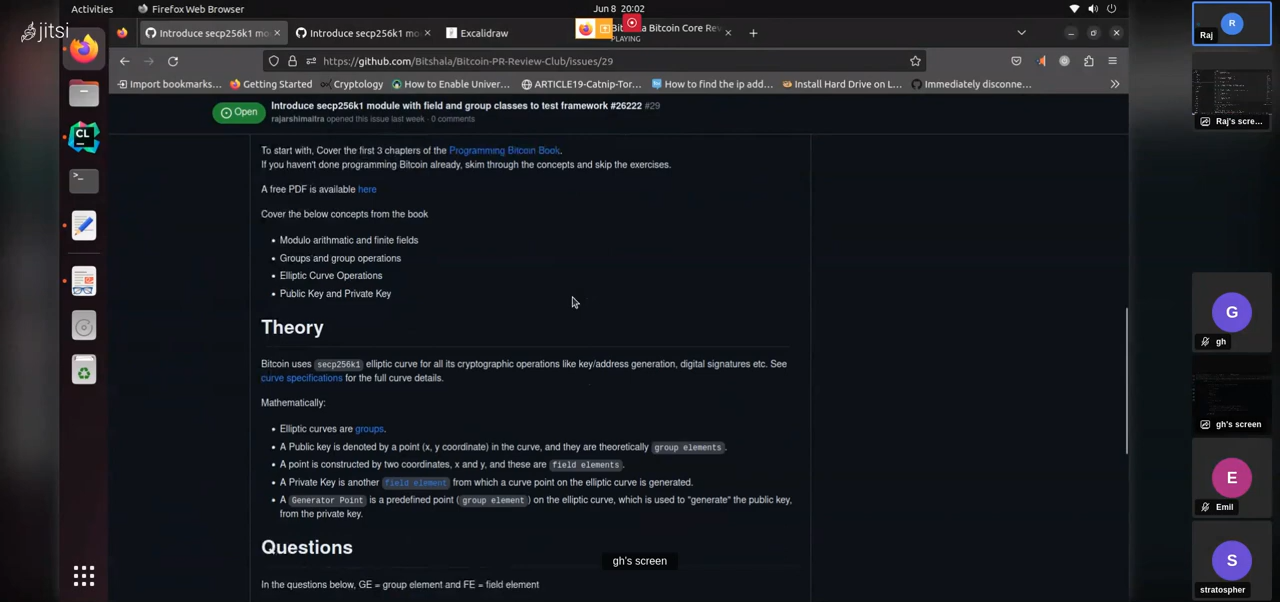 Activities
Firefox Web Browser
Jun 8 20:02
jitsi
Introduce secp256k1 mo
Introduce secp256k1 m
Excalidraw
a Bitcoin Core Rev
PLAYING
https://github.com/Bitshala/Bitcoin-PR-Review-Club/issues/29
Import bookmarks...
Getting Started
Cryptology
How to Enable Univer...
ARTICLE19-Catnip-Tor...
How to find the ip add...
Install Hard Drive on L...
Immediately disconne...
Open
Introduce secp256k1 module with field and group classes to test framework #26222 #29
rajarshimaitra opened this issue last week · 0 comments
To start with, Cover the first 3 chapters of the Programming Bitcoin Book.
If you haven't done programming Bitcoin already, skim through the concepts and skip the exercises.
A free PDF is available here
Cover the below concepts from the book
• Modulo arithmatic and finite fields
• Groups and group operations
• Elliptic Curve Operations
• Public Key and Private Key
Theory
Bitcoin uses secp256k1 elliptic curve for all its cryptographic operations like key/address generation, digital signatures etc. See
curve specifications for the full curve details.
Mathematically:
• Elliptic curves are groups.
• A Public key is denoted by a point (x, y coordinate) in the curve, and they are theoretically group elements.
• A point is constructed by two coordinates, x and y, and these are field elements.
• A Private Key is another field element from which a curve point on the elliptic curve is generated.
• A Generator Point is a predefined point (group element) on the elliptic curve, which is used to "generate" the public key,
from the private key.
Questions
In the questions below, GE = group element and FE = field element
gh's screen
R
Raj
Raj's scre...
G
gh
gh's screen
E
Emil
S
stratospher
CL